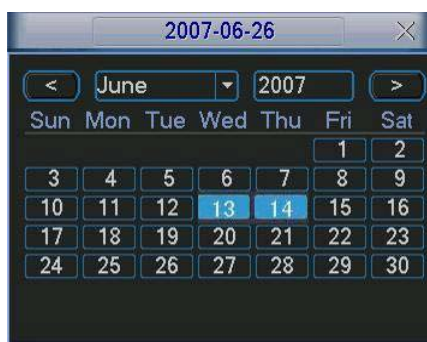 2007-06-26
< June 2007 >
Sun Mon Tue Wed Thu Fri Sat
1 2
3 4 5 6 7 8 9
10 11 12 13 14 15 16
17 18 19 20 21 22 23
24 25 26 27 28 29 30